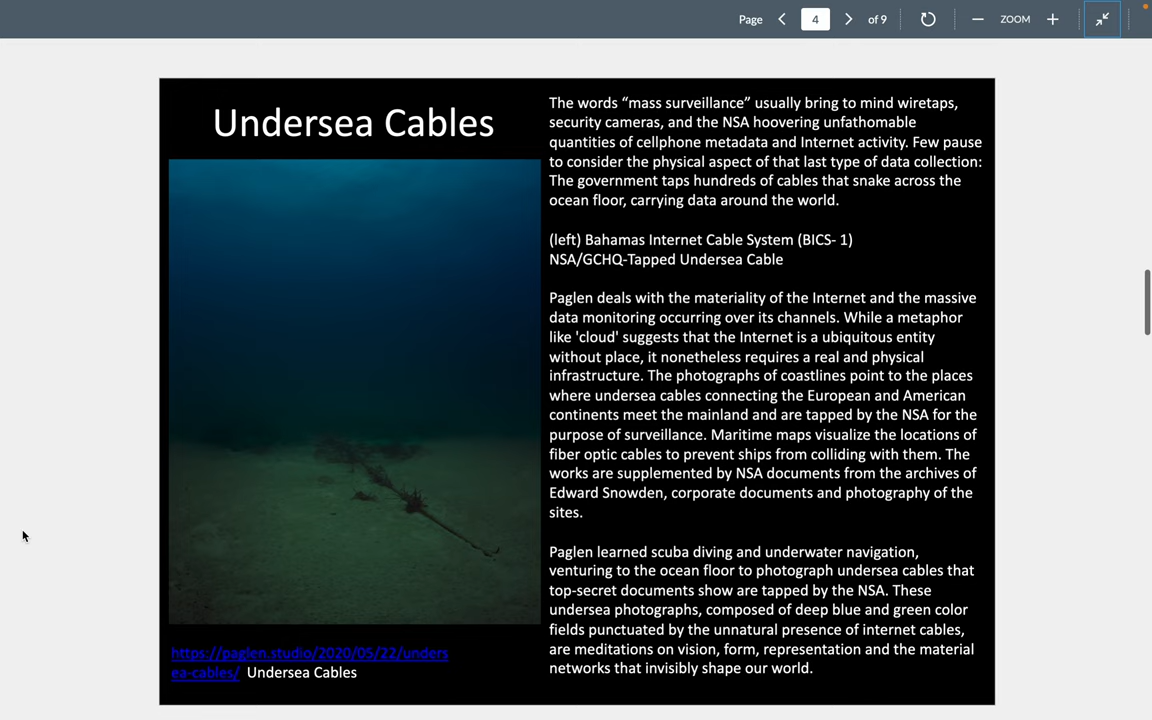 Page 4 of 9 ZOOM
Undersea Cables
The words “mass surveillance” usually bring to mind wiretaps,
security cameras, and the NSA hoovering unfathomable
quantities of cellphone metadata and Internet activity. Few pause
to consider the physical aspect of that last type of data collection:
The government taps hundreds of cables that snake across the
ocean floor, carrying data around the world.
(left) Bahamas Internet Cable System (BICS- 1)
NSA/GCHQ-Tapped Undersea Cable
Paglen deals with the materiality of the Internet and the massive
data monitoring occurring over its channels. While a metaphor
like 'cloud' suggests that the Internet is a ubiquitous entity
without place, it nonetheless requires a real and physical
infrastructure. The photographs of coastlines point to the places
where undersea cables connecting the European and American
continents meet the mainland and are tapped by the NSA for the
purpose of surveillance. Maritime maps visualize the locations of
fiber optic cables to prevent ships from colliding with them. The
works are supplemented by NSA documents from the archives of
Edward Snowden, corporate documents and photography of the
sites.
Paglen learned scuba diving and underwater navigation,
venturing to the ocean floor to photograph undersea cables that
top-secret documents show are tapped by the NSA. These
undersea photographs, composed of deep blue and green color
fields punctuated by the unnatural presence of internet cables,
are meditations on vision, form, representation and the material
networks that invisibly shape our world.
https://paglen.studio/2020/05/22/unders
ea-cables/ Undersea Cables